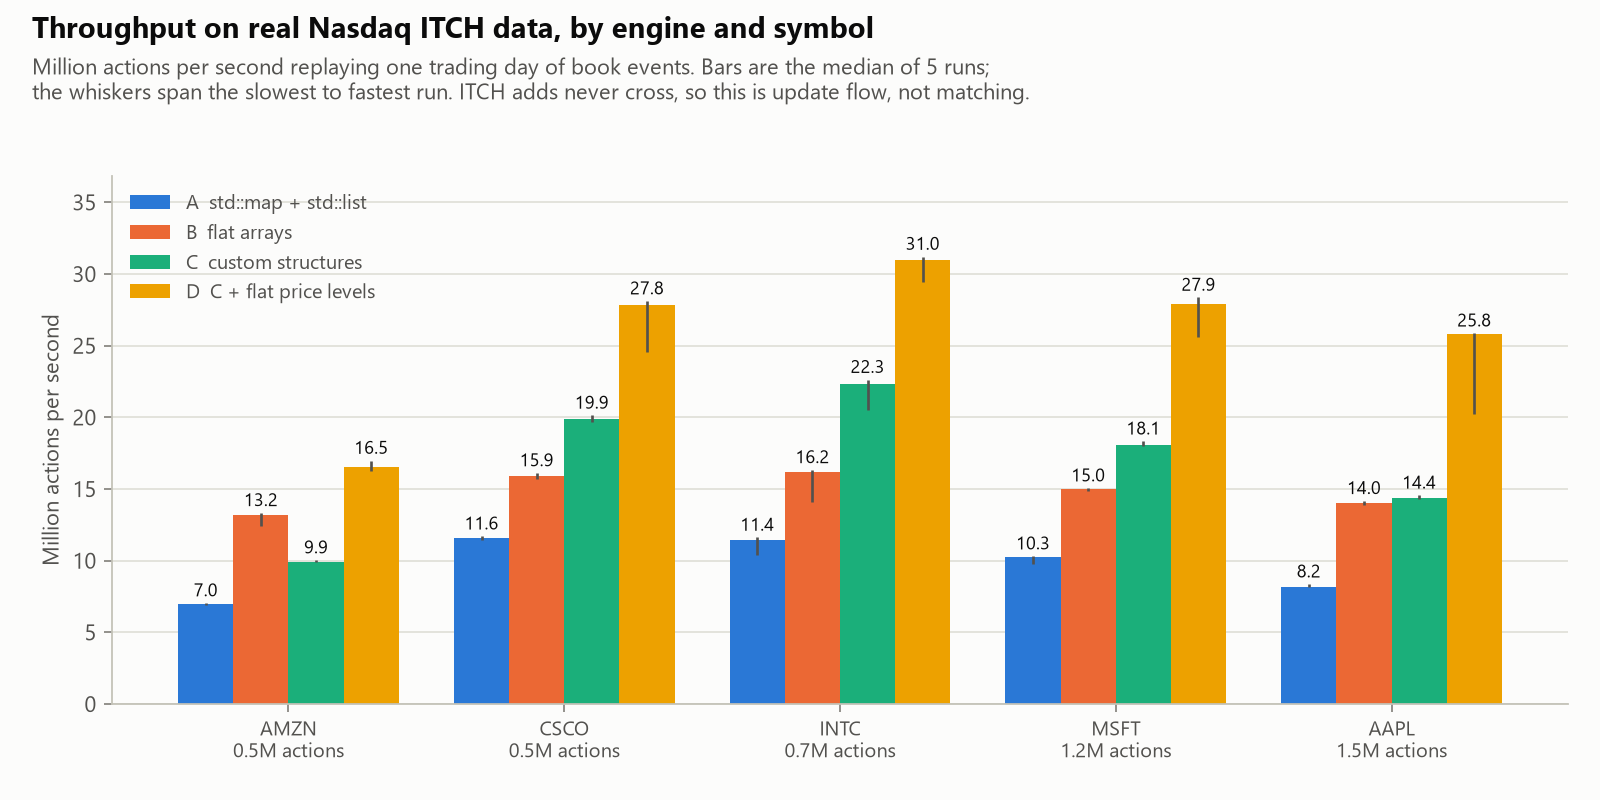 Throughput on real Nasdaq ITCH data, by engine and symbol
Million actions per second replaying one trading day of book events. Bars are the median of 5 runs;
the whiskers span the slowest to fastest run. ITCH adds never cross, so this is update flow, not matching.
A std::map + std::list
B flat arrays
C custom structures
D C + flat price levels
Million actions per second
35
30
25
20
15
10
5
0
7.0
13.2
9.9
16.5
11.6
15.9
19.9
27.8
11.4
16.2
22.3
31.0
10.3
15.0
18.1
27.9
8.2
14.0
14.4
25.8
AMZN
0.5M actions
CSCO
0.5M actions
INTC
0.7M actions
MSFT
1.2M actions
AAPL
1.5M actions